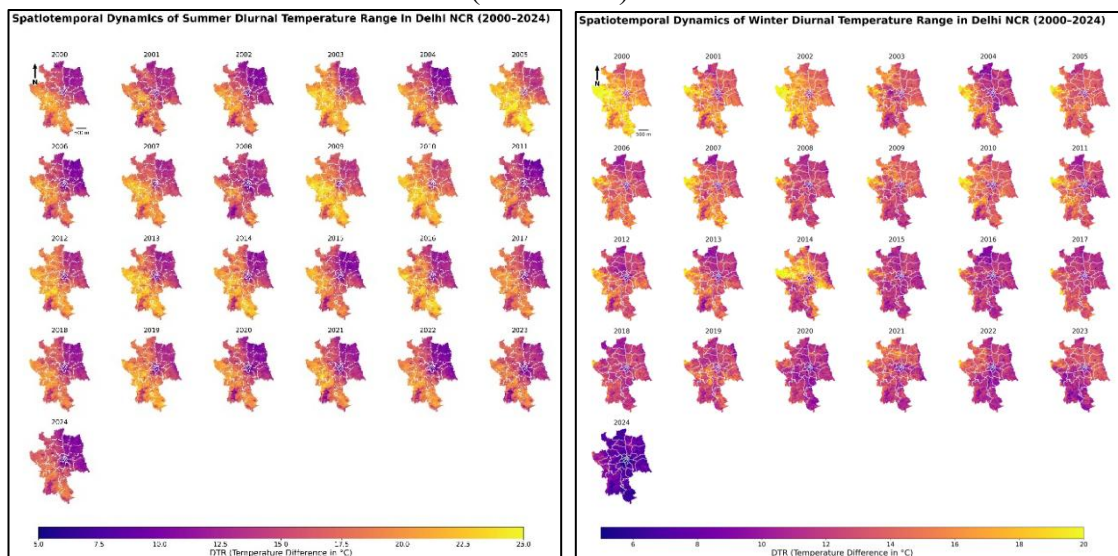 Spatiotemporal Dynamics of Summer Diurnal Temperature Range in Delhi NCR (2000–2024)
2000 2001 2002 2003 2004 2005
N
2006 2007 2008 2009 2010 2011
2012 2013 2014 2015 2016 2017
2018 2019 2020 2021 2022 2023
2024
5.0 7.5 10.0 12.5 15.0 17.5 20.0 22.5 25.0
DTR (Temperature Difference in °C)
Spatiotemporal Dynamics of Winter Diurnal Temperature Range in Delhi NCR (2000–2024)
2000 2001 2002 2003 2004 2005
N
2006 2007 2008 2009 2010 2011
2012 2013 2014 2015 2016 2017
2018 2019 2020 2021 2022 2023
2024
6 8 10 12 14 16 18 20
DTR (Temperature Difference in °C)